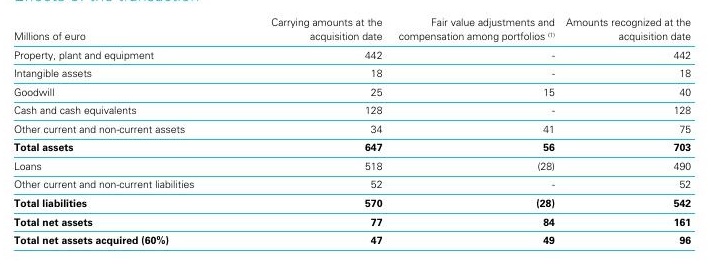 Effects of the transaction
Carrying amounts at the Fair value adjustments and Amounts recognized at the
Millions of euro acquisition date compensation among portfolios (1) acquisition date
Property, plant and equipment 442 - 442
Intangible assets 18 - 18
Goodwill 25 15 40
Cash and cash equivalents 128 - 128
Other current and non-current assets 34 41 75
Total assets 647 56 703
Loans 518 (28) 490
Other current and non-current liabilities 52 - 52
Total liabilities 570 (28) 542
Total net assets 77 84 161
Total net assets acquired (60%) 47 49 96